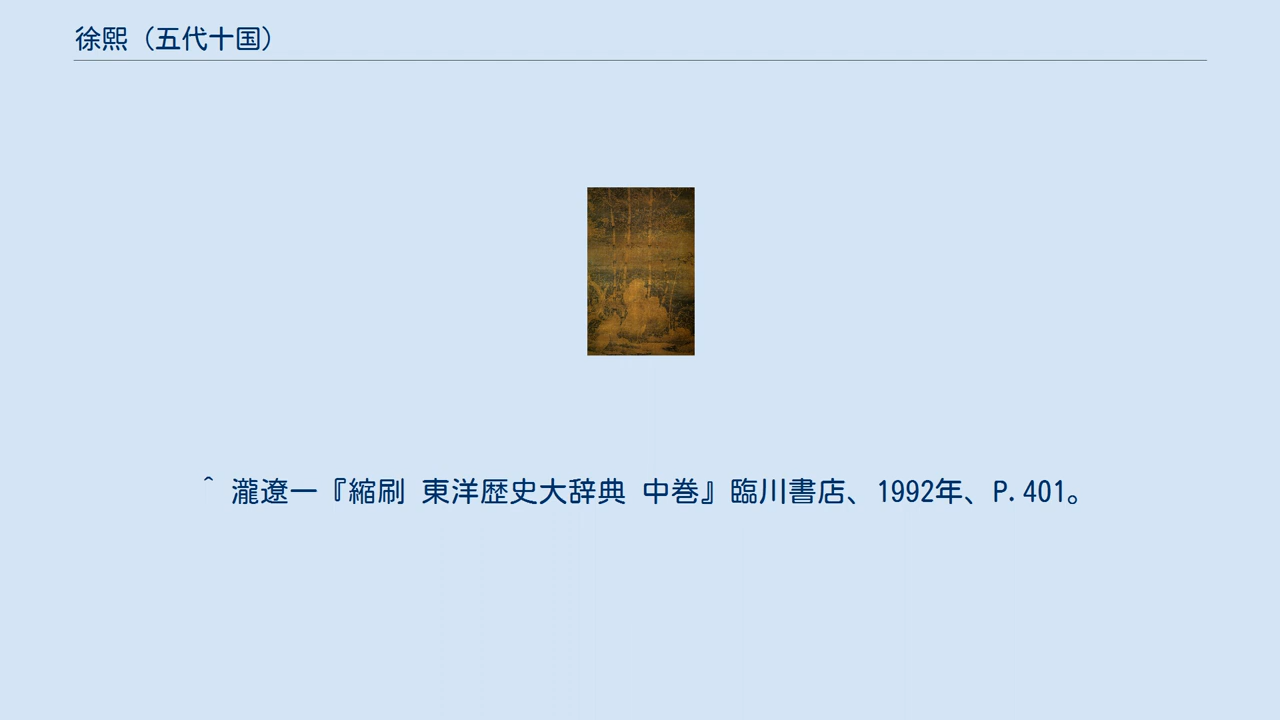 徐熙（五代十国）
^ 瀧遼一『縮刷 東洋歴史大辞典 中巻』臨川書店、1992年、P.401。